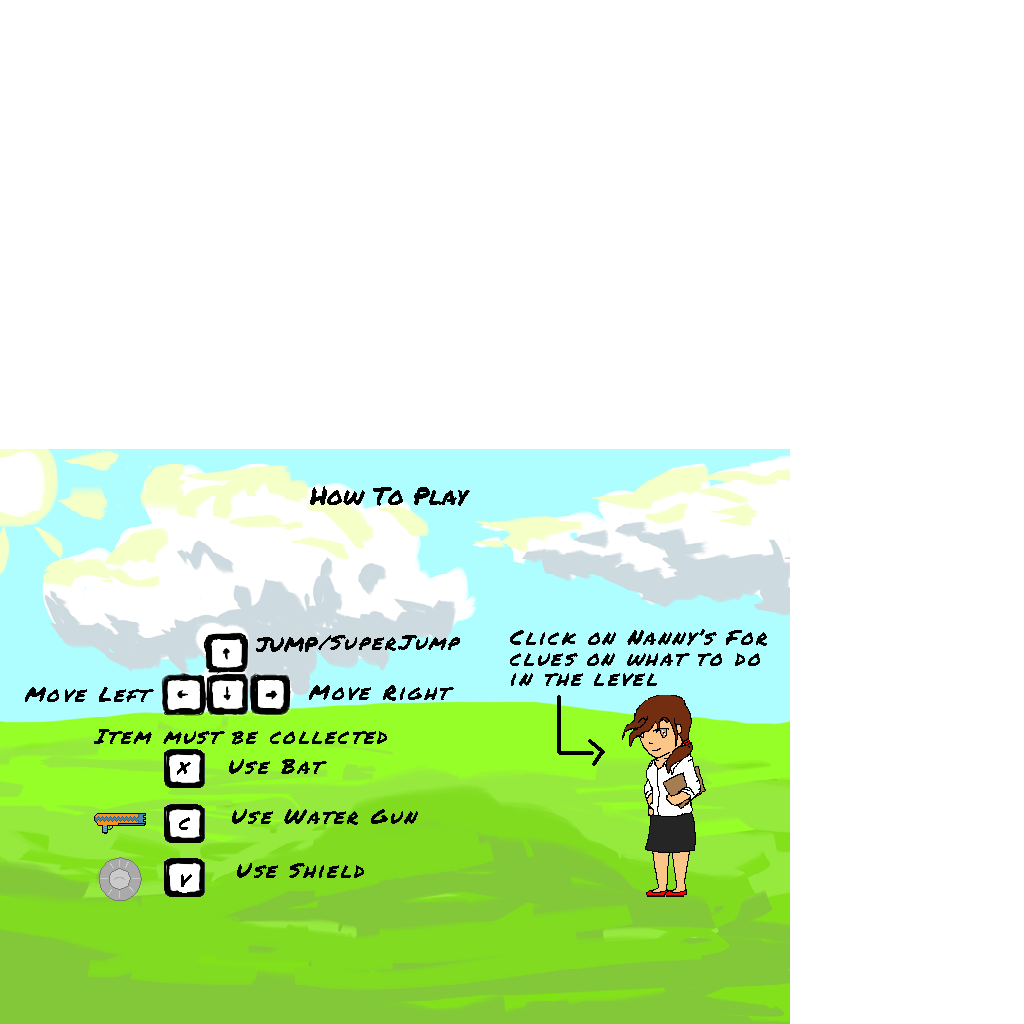 How To Play
Jump/SuperJump
↑
Move Left ← ↓ → Move Right
Item must be collected
X Use Bat
C Use Water Gun
V Use Shield
Click on Nanny's For
clues on what to do
in the level